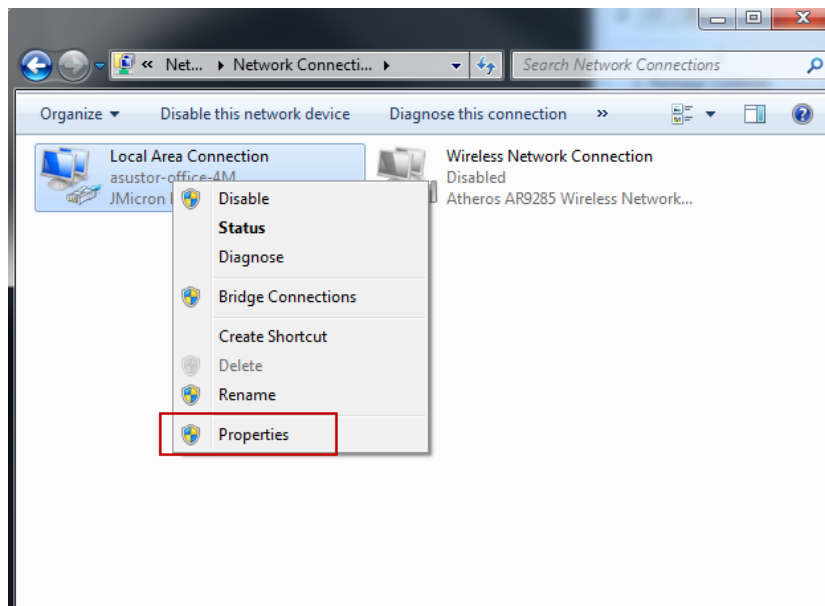 « Net... Network Connecti... Search Network Connections
Organize Disable this network device Diagnose this connection »
Local Area Connection
asustor-office-4M
JMicron
Wireless Network Connection
Disabled
Atheros AR9285 Wireless Network...
Disable
Status
Diagnose
Bridge Connections
Create Shortcut
Delete
Rename
Properties